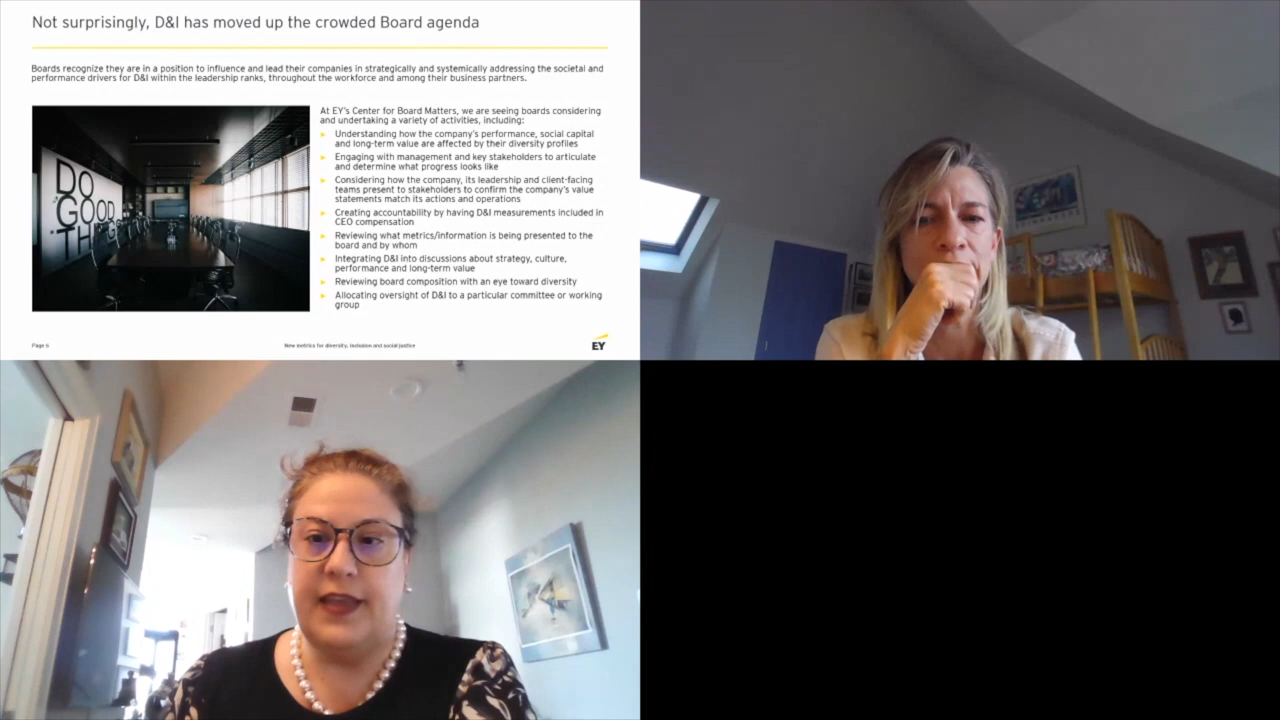 Not surprisingly, D&I has moved up the crowded Board agenda
Boards recognize they are in a position to influence and lead their companies in strategically and systemically addressing the societal and
performance drivers for D&I within the leadership ranks, throughout the workforce and among their business partners.
DO
GOOD
THINGS
At EY's Center for Board Matters, we are seeing boards considering
and undertaking a variety of activities, including:
► Understanding how the company's performance, social capital
and long-term value are affected by their diversity profiles
► Engaging with management and key stakeholders to articulate
and determine what progress looks like
► Considering how the company, its leadership and client-facing
teams present to stakeholders to confirm the company's value
statements match its actions and operations
► Creating accountability by having D&I measurements included in
CEO compensation
► Reviewing what metrics/information is being presented to the
board and by whom
► Integrating D&I into discussions about strategy, culture,
performance and long-term value
► Reviewing board composition with an eye toward diversity
► Allocating oversight of D&I to a particular committee or working
group
Page 6
New metrics for diversity, inclusion and social justice
EY